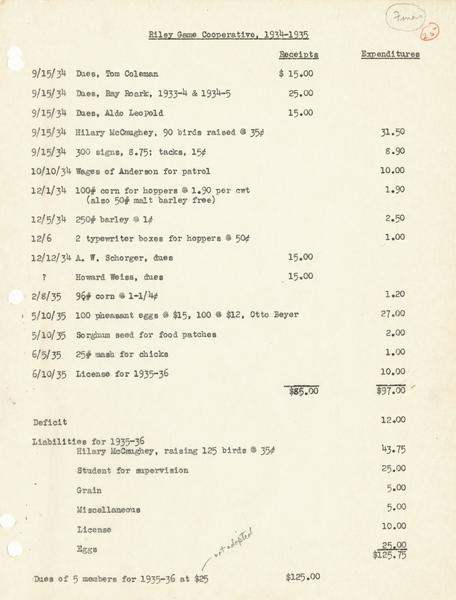 Finan
25
Riley Game Cooperative, 1934-1935
Receipts Expenditures
9/15/34 Dues, Tom Coleman $ 15.00
9/15/34 Dues, Ray Roark, 1933-4 & 1934-5 25.00
9/15/34 Dues, Aldo Leopold 15.00
9/15/34 Hilary McCaughey, 90 birds raised @ 35¢ 31.50
9/15/34 300 signs, 8.75; tacks, 15¢ 8.90
10/10/34 Wages of Anderson for patrol 10.00
12/1/34 100# corn for hoppers @ 1.90 per cwt 1.90
(also 50# malt barley free)
12/5/34 250# barley @ 1¢ 2.50
12/6 2 typewriter boxes for hoppers @ 50¢ 1.00
12/12/34 A. W. Schorger, dues 15.00
? Howard Weiss, dues 15.00
2/8/35 96# corn @ 1-1/4¢ 1.20
5/10/35 100 pheasant eggs @ $15, 100 @ $12, Otto Beyer 27.00
5/10/35 Sorghum seed for food patches 2.00
6/5/35 25# mash for chicks 1.00
6/10/35 License for 1935-36 10.00
$85.00 $97.00
Deficit 12.00
Liabilities for 1935-36
Hilary McCaughey, raising 125 birds @ 35¢ 43.75
Student for supervision 25.00
Grain 5.00
Miscellaneous 5.00
License 10.00
Eggs 25.00
$125.75
not adopted
Dues of 5 members for 1935-36 at $25 $125.00